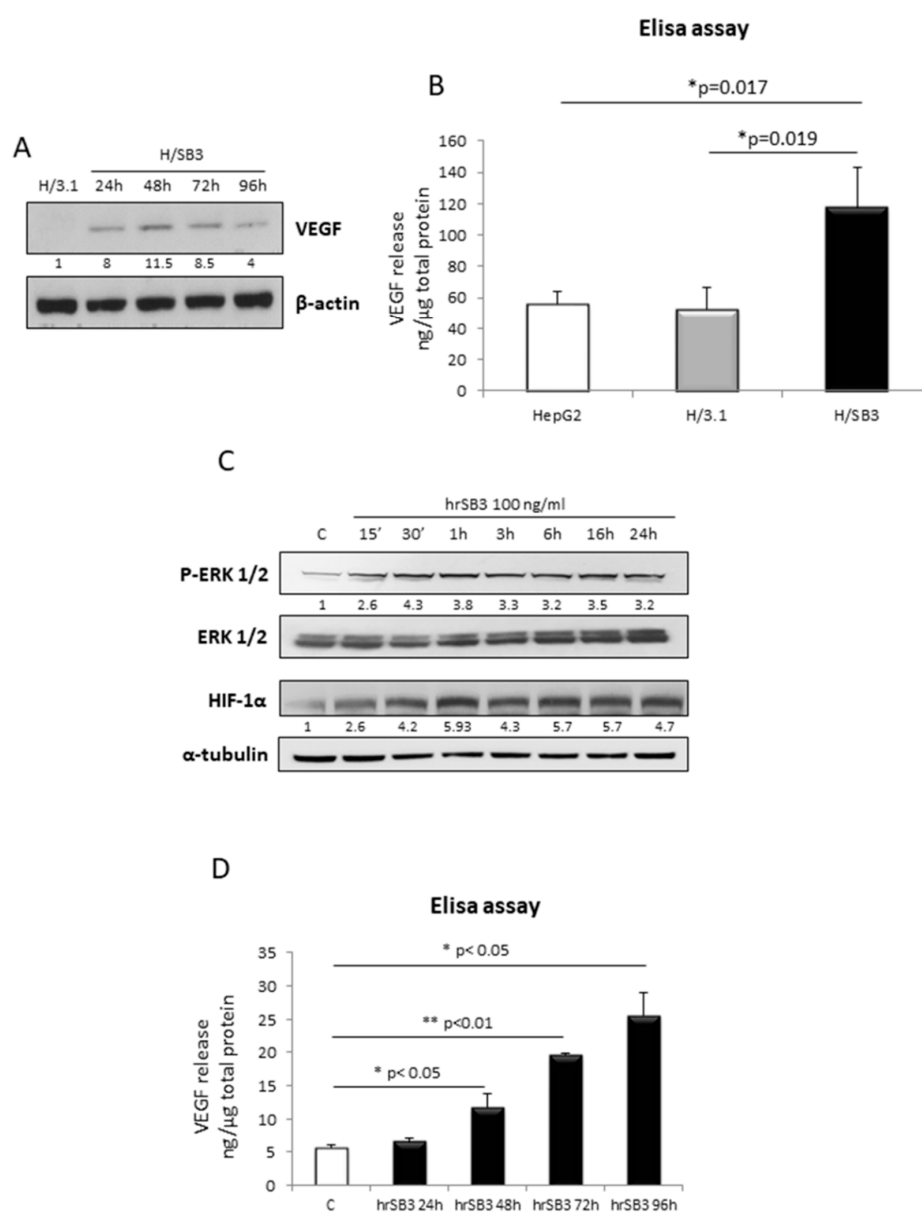 A
H/SB3
H/3.1 24h 48h 72h 96h
VEGF
1 8 11.5 8.5 4
β-actin
Elisa assay
B
*p=0.017
*p=0.019
VEGF release
ng/μg total protein
160
140
120
100
80
60
40
20
0
HepG2 H/3.1 H/SB3
C
hrSB3 100 ng/ml
C 15′ 30′ 1h 3h 6h 16h 24h
P-ERK 1/2
1 2.6 4.3 3.8 3.3 3.2 3.5 3.2
ERK 1/2
HIF-1α
1 2.6 4.2 5.93 4.3 5.7 5.7 4.7
α-tubulin
D
Elisa assay
* p< 0.05
** p<0.01
* p< 0.05
VEGF release
ng/μg total protein
35
30
25
20
15
10
5
0
C hrSB3 24h hrSB3 48h hrSB3 72h hrSB3 96h